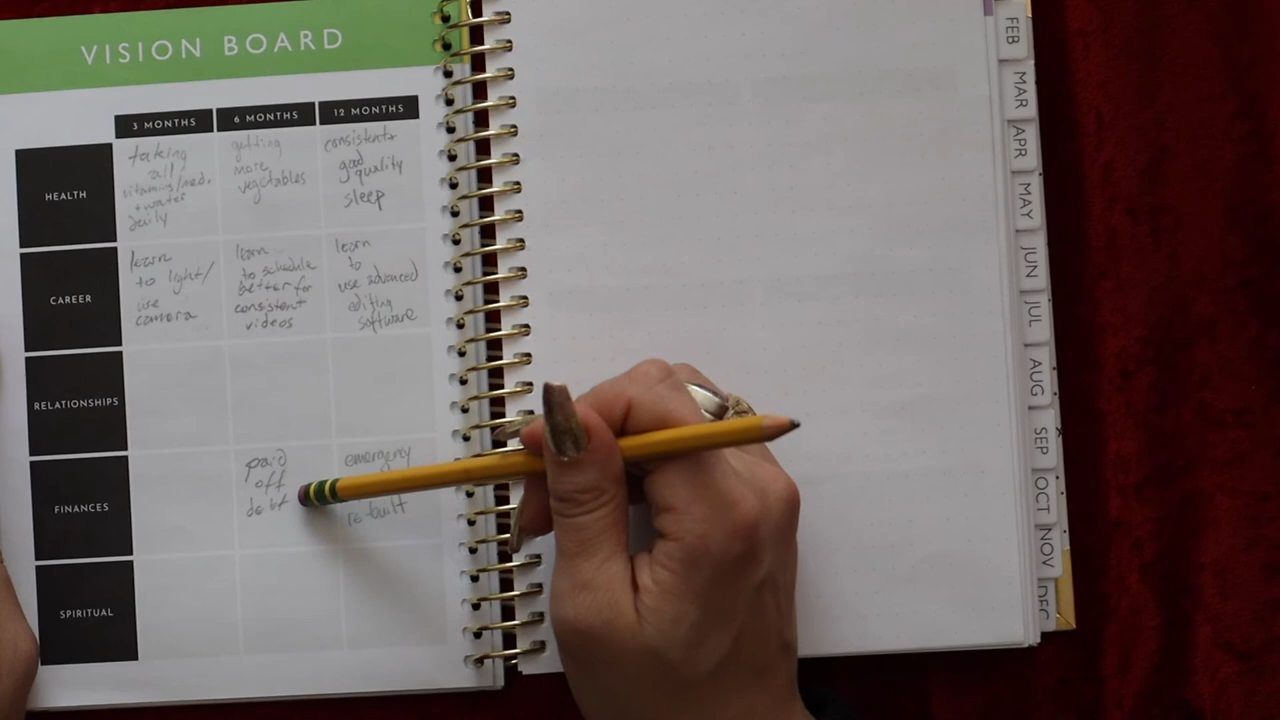 VISION BOARD
3 MONTHS 6 MONTHS 12 MONTHS
HEALTH
taking
all
vitamins/med.
+ water
daily
getting
more
vegetables
consistent
good
quality
sleep
CAREER
learn
to light/
use
camera
learn
to schedule
better for
consistent
videos
learn
to
use advanced
editing
software
RELATIONSHIPS
FINANCES
paid
off
debt
emergency
re-built
SPIRITUAL
FEB
MAR
APR
MAY
JUN
JUL
AUG
SEP
OCT
NOV
DEC